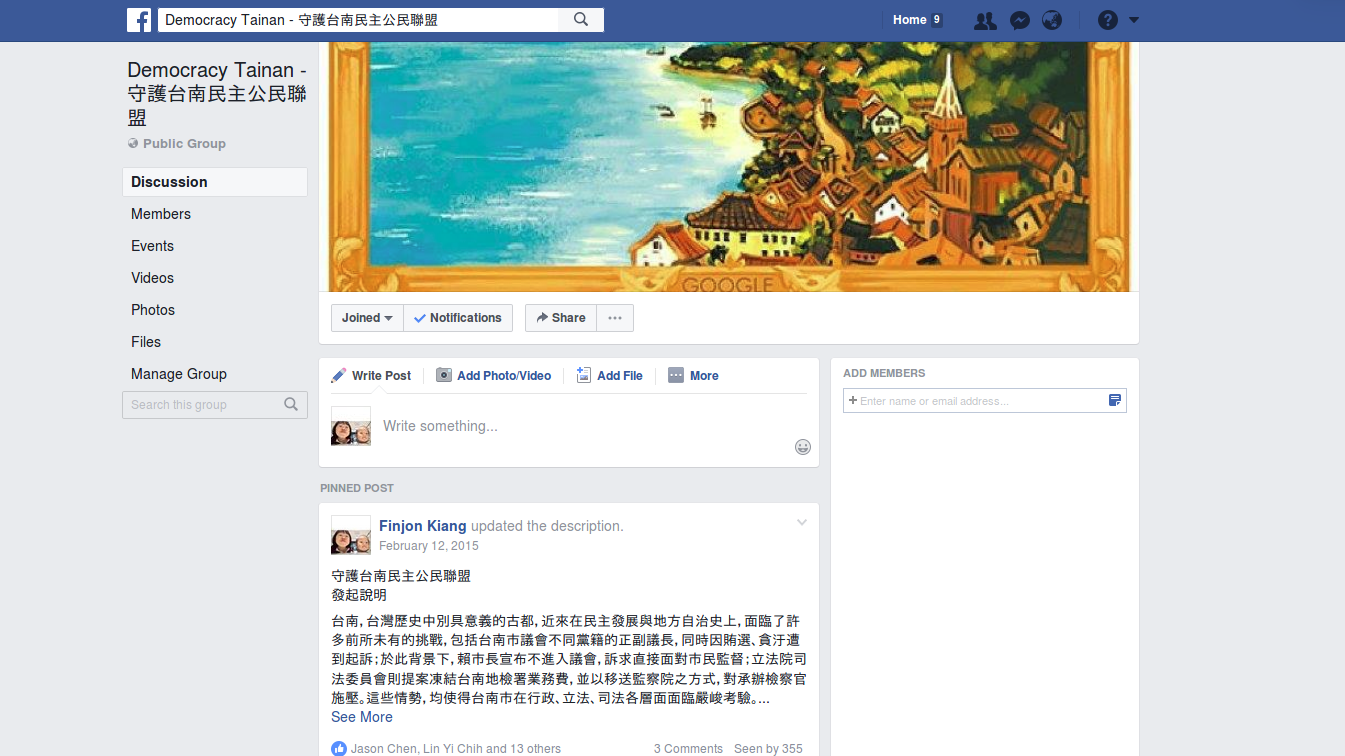 Democracy Tainan - 守護台南民主公民聯盟
Home 9
Democracy Tainan -
守護台南民主公民聯
盟
Public Group
Discussion
Members
Events
Videos
Photos
Files
Manage Group
Search this group
GOOGLE
Joined
Notifications
Share
Write Post
Add Photo/Video
Add File
More
Write something...
ADD MEMBERS
+ Enter name or email address...
PINNED POST
Finjon Kiang updated the description.
February 12, 2015
守護台南民主公民聯盟
發起說明
台南,台灣歷史中別具意義的古都,近來在民主發展與地方自治史上,面臨了許
多前所未有的挑戰,包括台南市議會不同黨籍的正副議長,同時因賄選、貪汙遭
到起訴;於此背景下,賴市長宣布不進入議會,訴求直接面對市民監督;立法院司
法委員會則提案凍結台南地檢署業務費,並以移送監察院之方式,對承辦檢察官
施壓。這些情勢,均使得台南市在行政、立法、司法各層面面臨嚴峻考驗。...
See More
Jason Chen, Lin Yi Chih and 13 others
3 Comments
Seen by 355